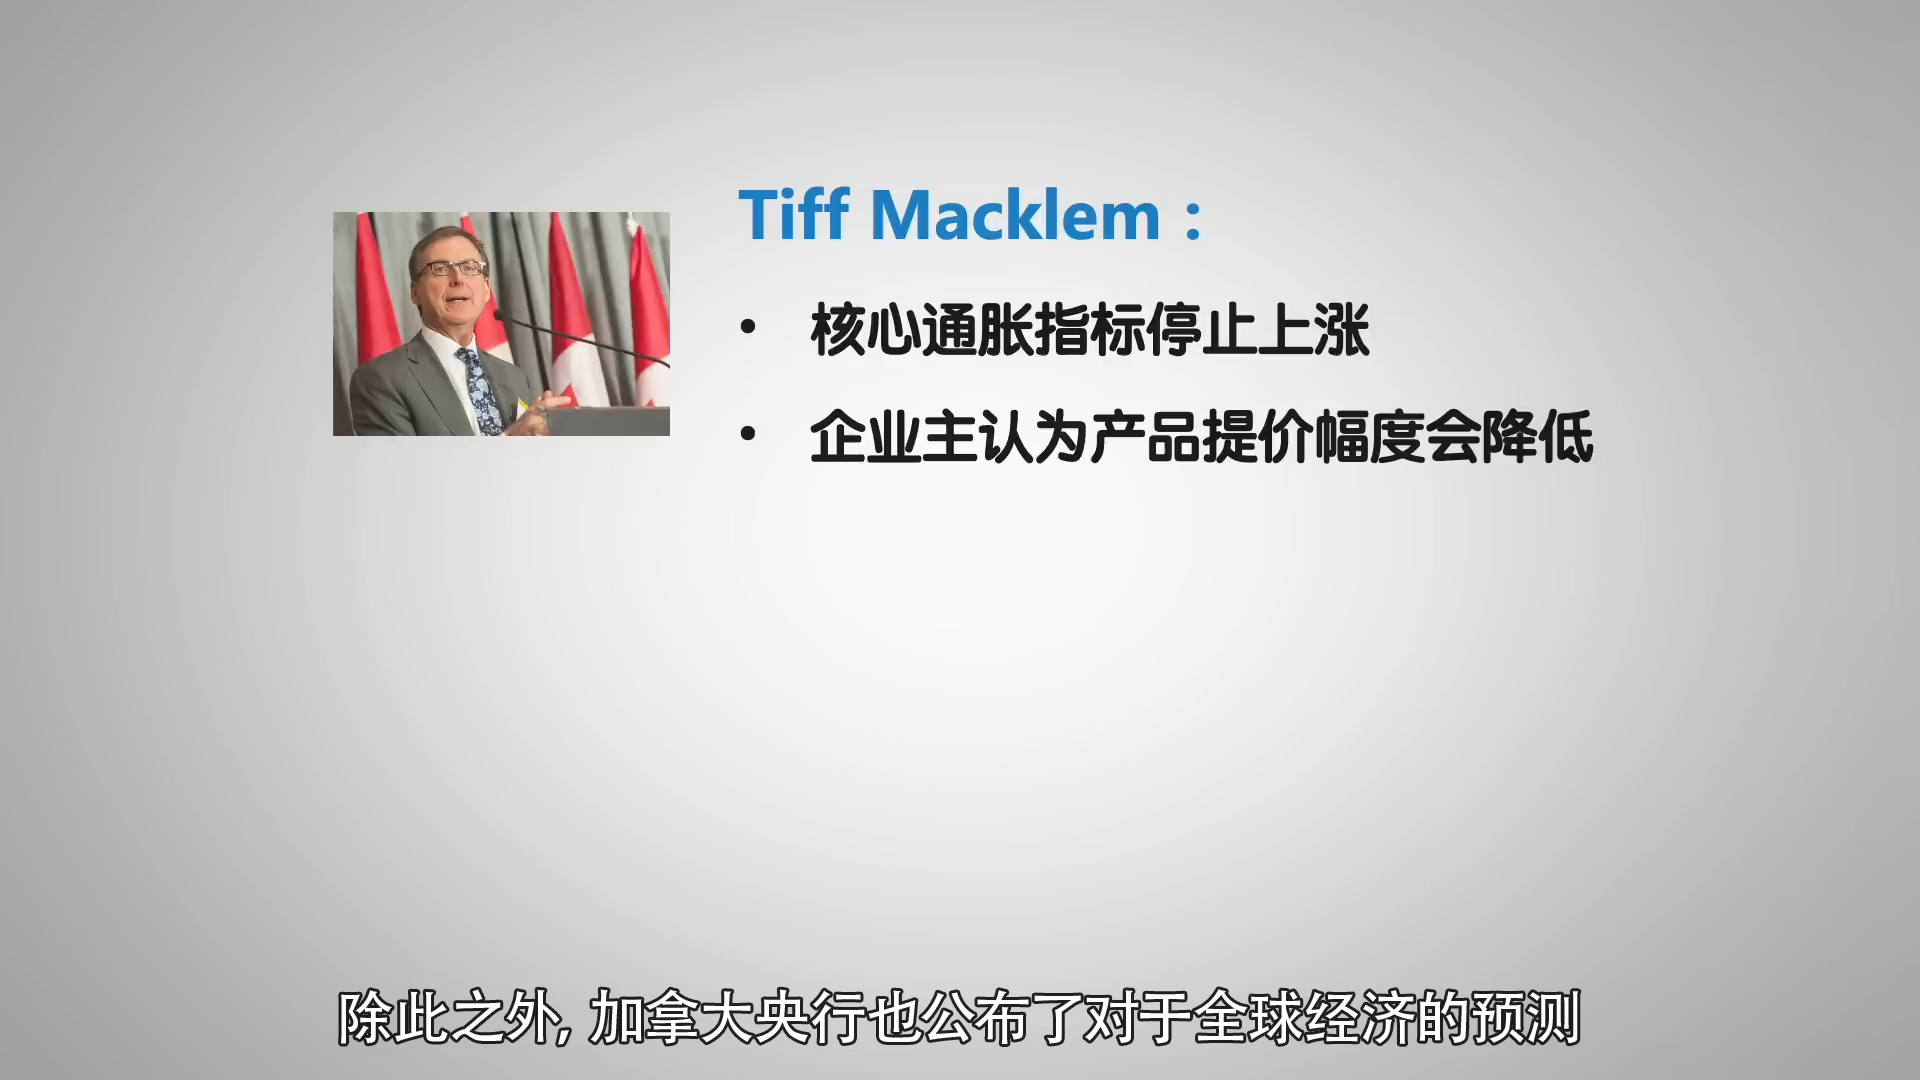 Tiff Macklem：
• 核心通胀指标停止上涨
• 企业主认为产品提价幅度会降低
除此之外, 加拿大央行也公布了对于全球经济的预测